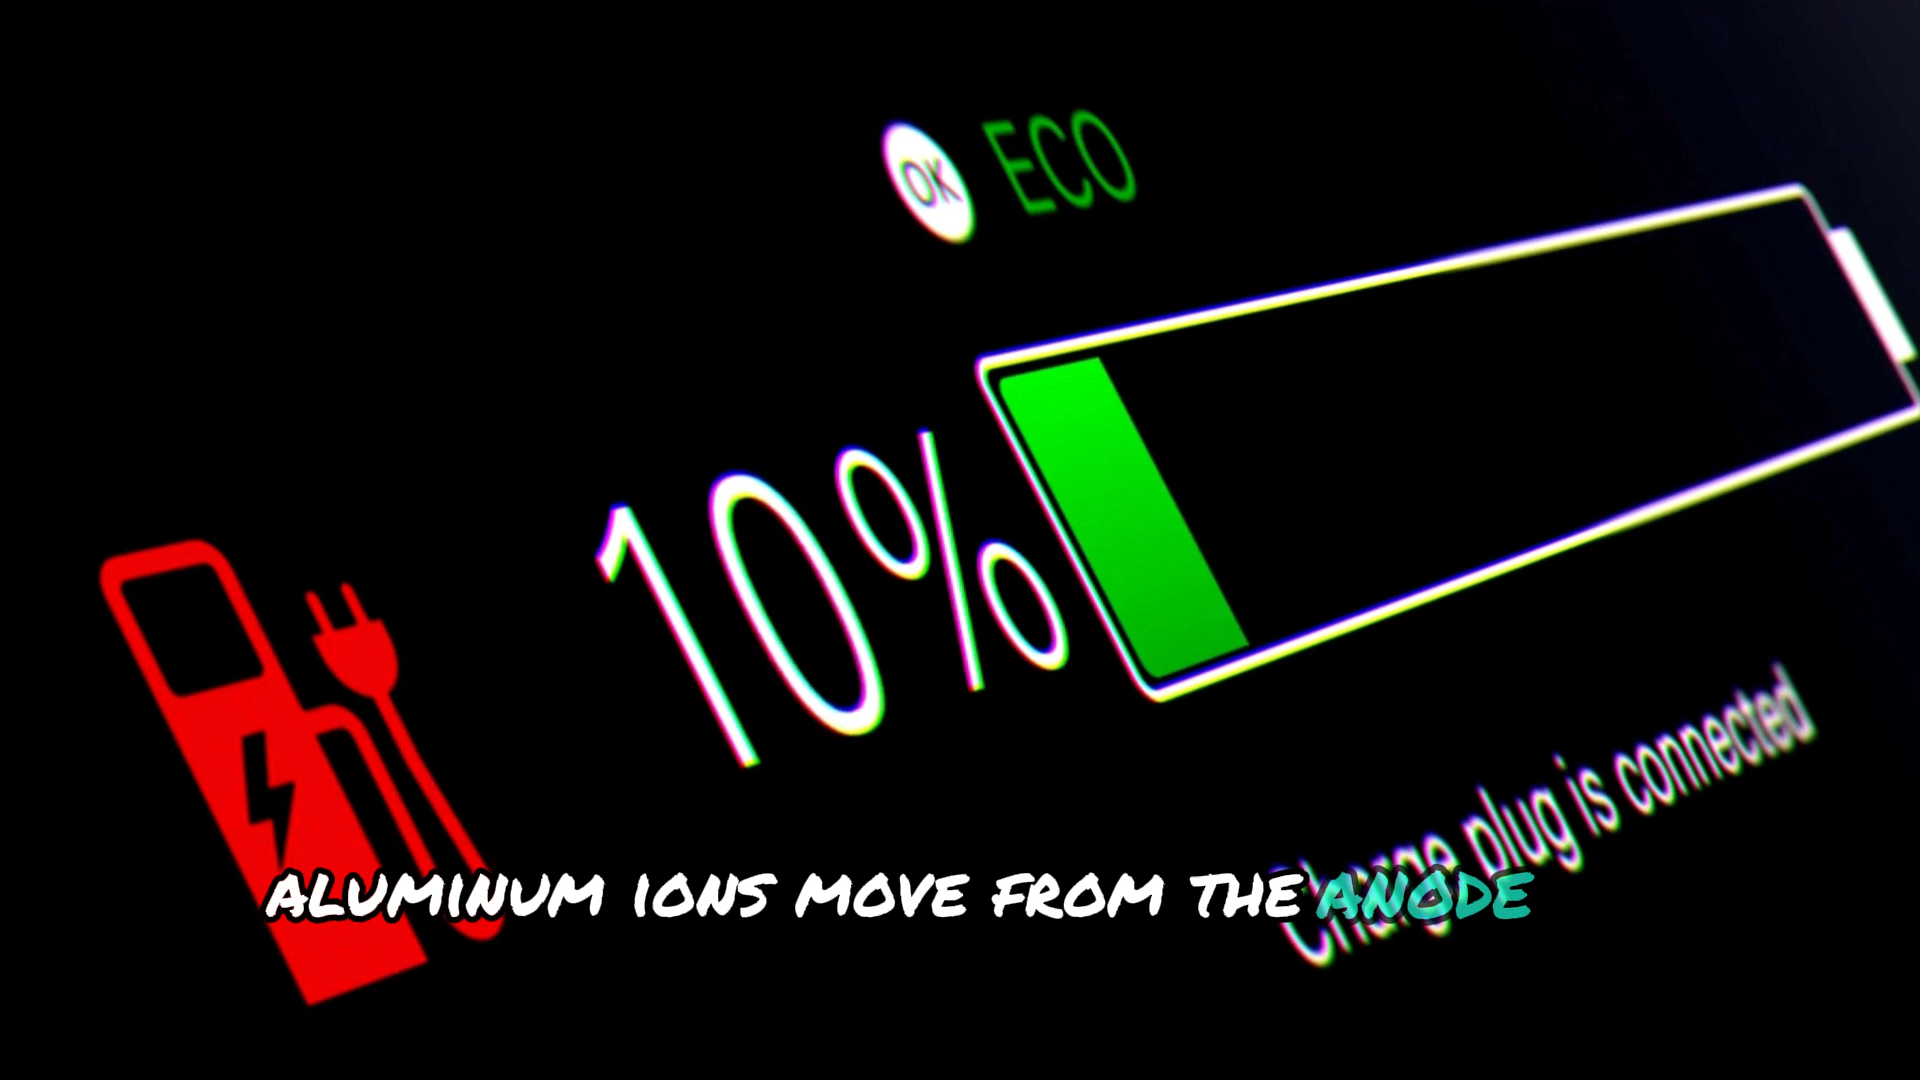 OK ECO
10%
Charge plug is connected
ALUMINUM IONS MOVE FROM THE ANODE